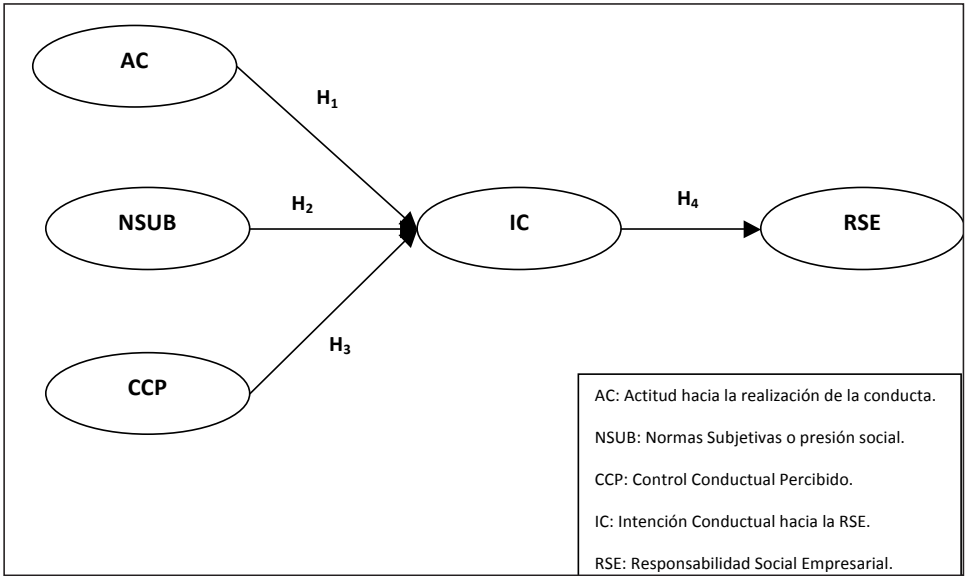 AC
H₁
NSUB
H₂
IC
H₄
RSE
H₃
CCP
AC: Actitud hacia la realización de la conducta.
NSUB: Normas Subjetivas o presión social.
CCP: Control Conductual Percibido.
IC: Intención Conductual hacia la RSE.
RSE: Responsabilidad Social Empresarial.